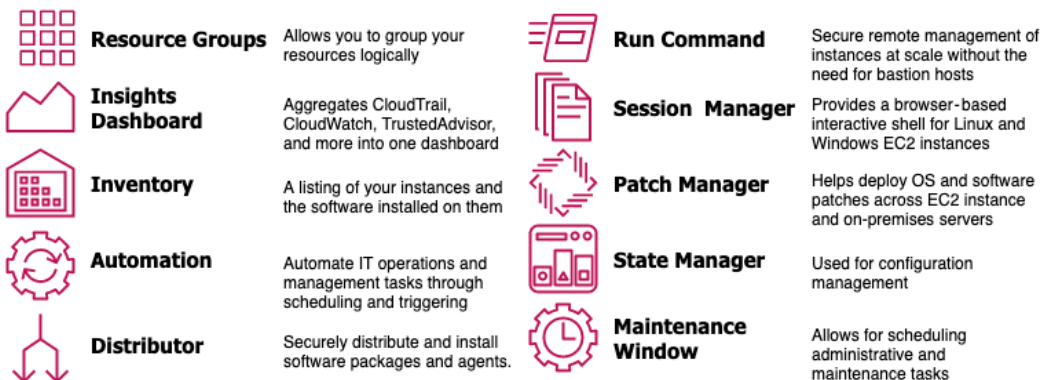 Resource Groups
Allows you to group your
resources logically
Insights
Dashboard
Aggregates CloudTrail,
CloudWatch, TrustedAdvisor,
and more into one dashboard
Inventory
A listing of your instances and
the software installed on them
Automation
Automate IT operations and
management tasks through
scheduling and triggering
Distributor
Securely distribute and install
software packages and agents.
Run Command
Secure remote management of
instances at scale without the
need for bastion hosts
Session Manager
Provides a browser-based
interactive shell for Linux and
Windows EC2 instances
Patch Manager
Helps deploy OS and software
patches across EC2 instance
and on-premises servers
State Manager
Used for configuration
management
Maintenance
Window
Allows for scheduling
administrative and
maintenance tasks